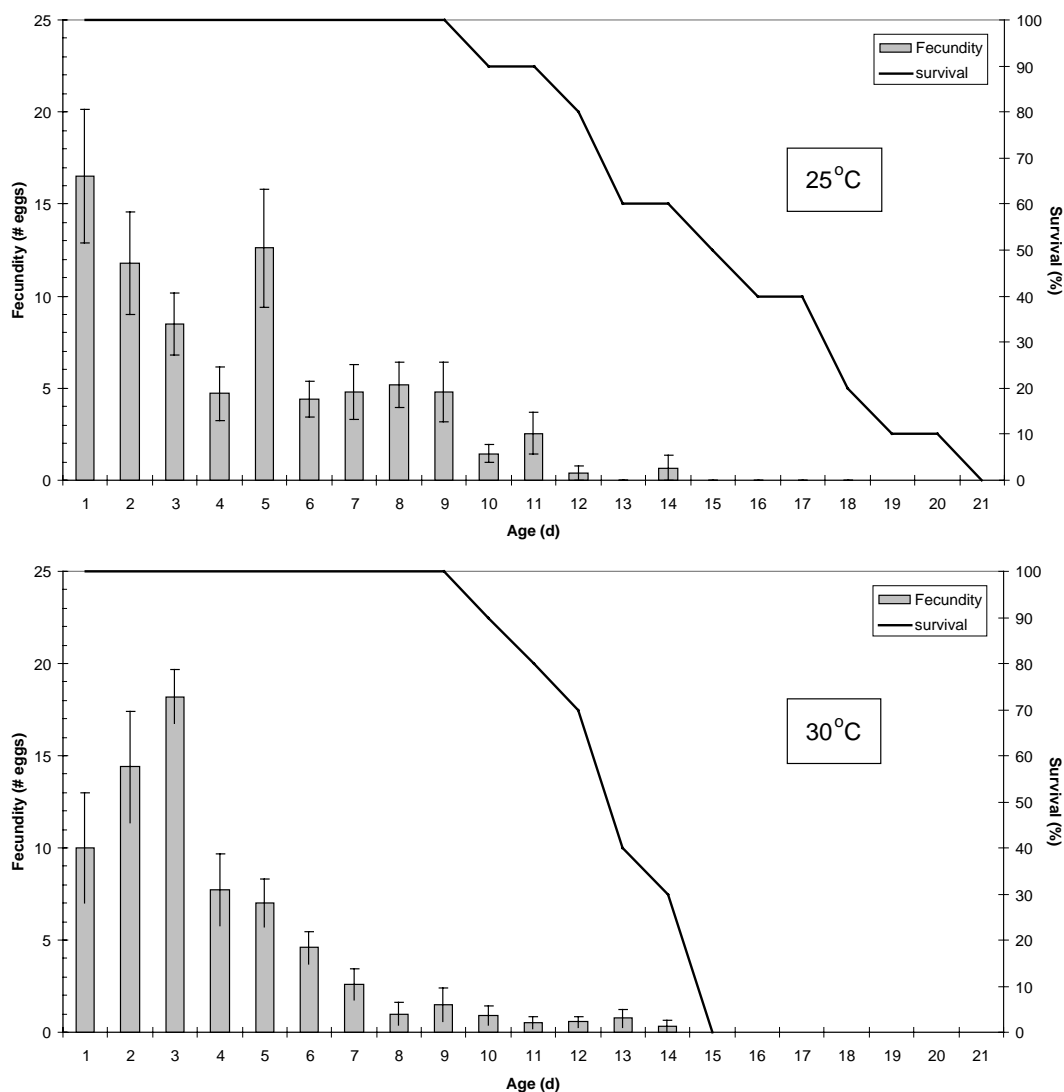 25 100
Fecundity
survival
90
20 80
25°C
70
15 60
Fecundity (# eggs)
Survival (%)
50
10 40
30
5 20
10
0 0
1 2 3 4 5 6 7 8 9 10 11 12 13 14 15 16 17 18 19 20 21
Age (d)
25 100
Fecundity
survival
90
20 80
30°C
70
15 60
Fecundity (# eggs)
Survival (%)
50
10 40
30
5 20
10
0 0
1 2 3 4 5 6 7 8 9 10 11 12 13 14 15 16 17 18 19 20 21
Age (d)